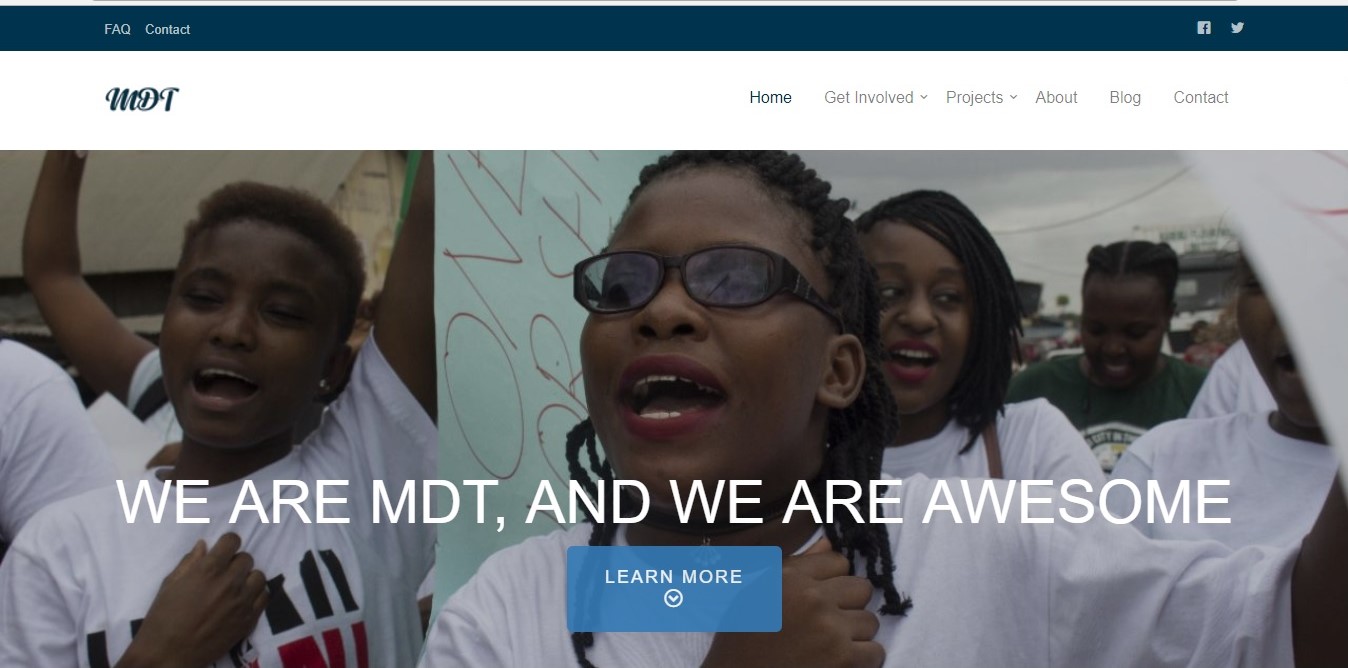 FAQ Contact
MDT
Home Get Involved Projects About Blog Contact
WE ARE MDT, AND WE ARE AWESOME
LEARN MORE